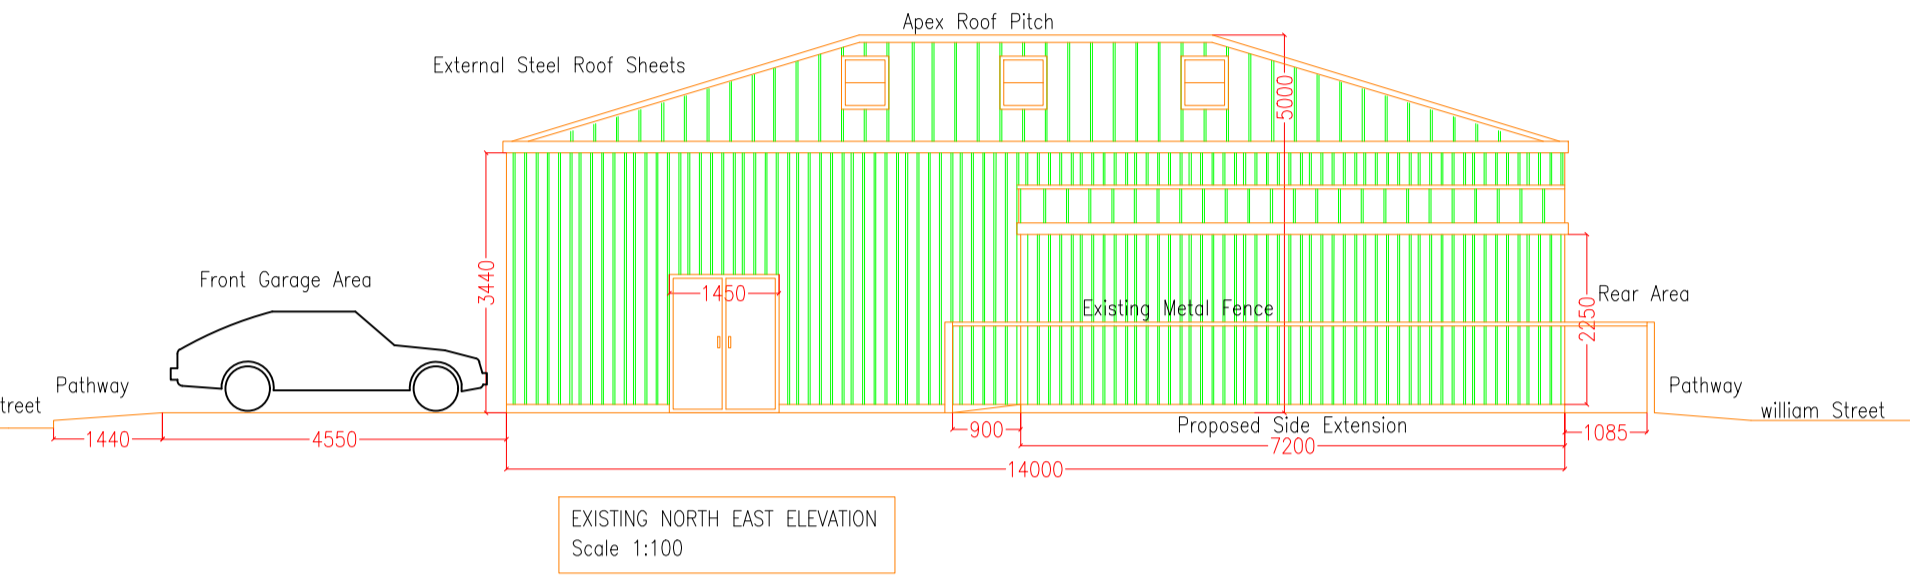 Apex Roof Pitch
External Steel Roof Sheets
5000
3440
Front Garage Area
1450
Existing Metal Fence
Rear Area
2250
Pathway
Pathway
treet
william Street
1440
4550
900
Proposed Side Extension
7200
1085
14000
EXISTING NORTH EAST ELEVATION
Scale 1:100